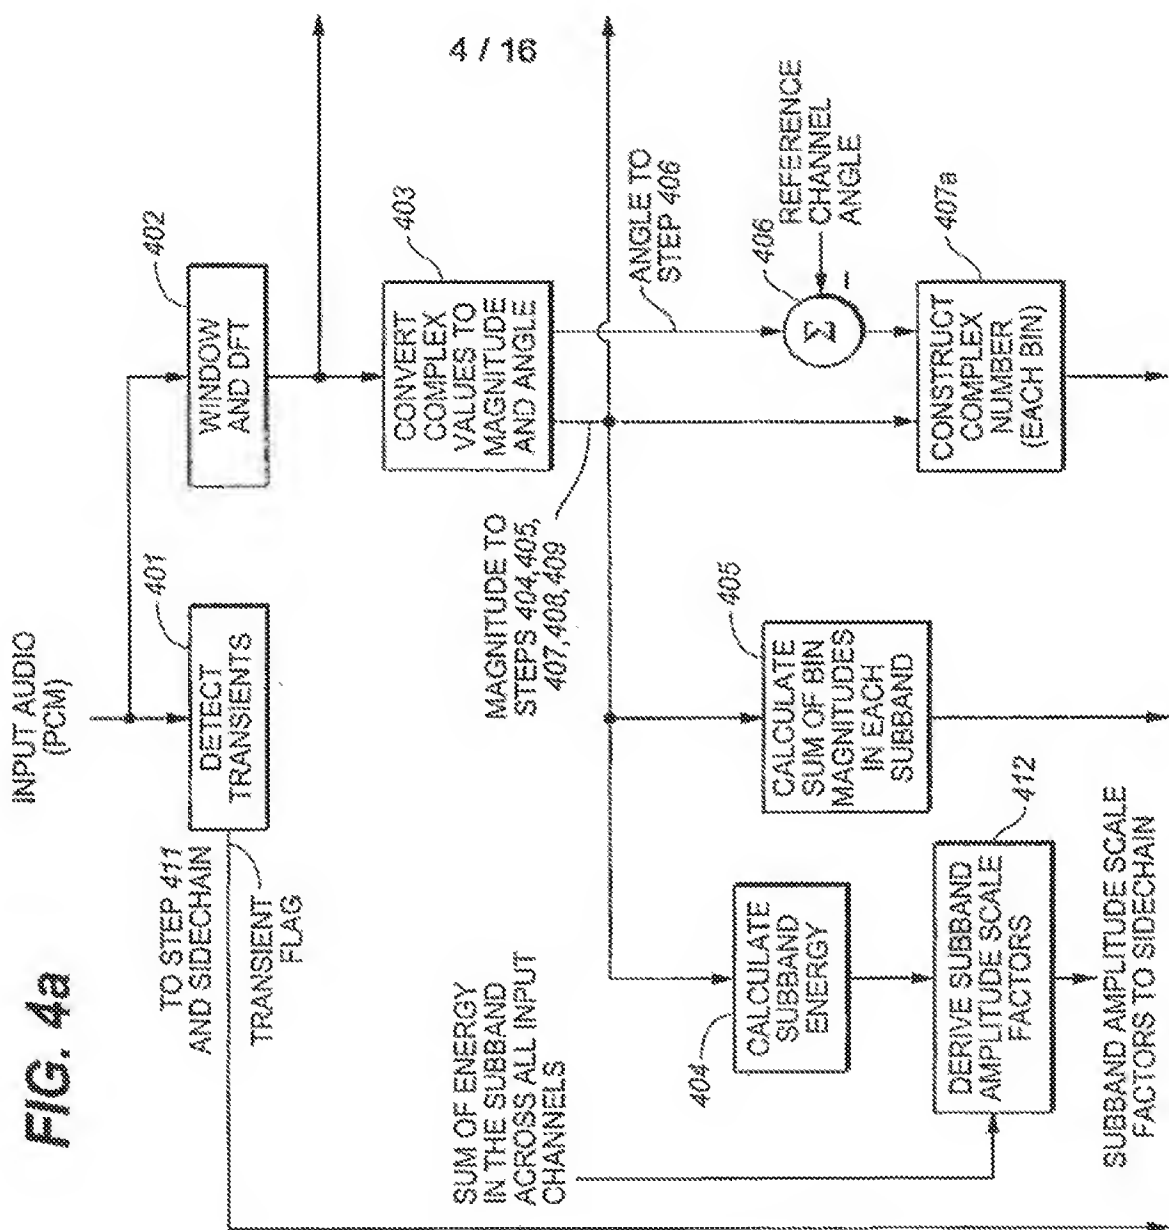 4 / 16
FIG. 4a
INPUT AUDIO
(PCM)
401
DETECT
TRANSIENTS
402
WINDOW
AND DFT
TO STEP 411
AND SIDECHAIN
TRANSIENT
FLAG
403
CONVERT
COMPLEX
VALUES TO
MAGNITUDE
AND ANGLE
MAGNITUDE TO
STEPS 404, 405,
407, 408, 409
ANGLE TO
STEP 406
REFERENCE
CHANNEL
ANGLE
406
Σ
–
407a
CONSTRUCT
COMPLEX
NUMBER
(EACH BIN)
405
CALCULATE
SUM OF BIN
MAGNITUDES
IN EACH
SUBBAND
SUM OF ENERGY
IN THE SUBBAND
ACROSS ALL INPUT
CHANNELS
404
CALCULATE
SUBBAND
ENERGY
412
DERIVE SUBBAND
AMPLITUDE SCALE
FACTORS
SUBBAND AMPLITUDE SCALE
FACTORS TO SIDECHAIN